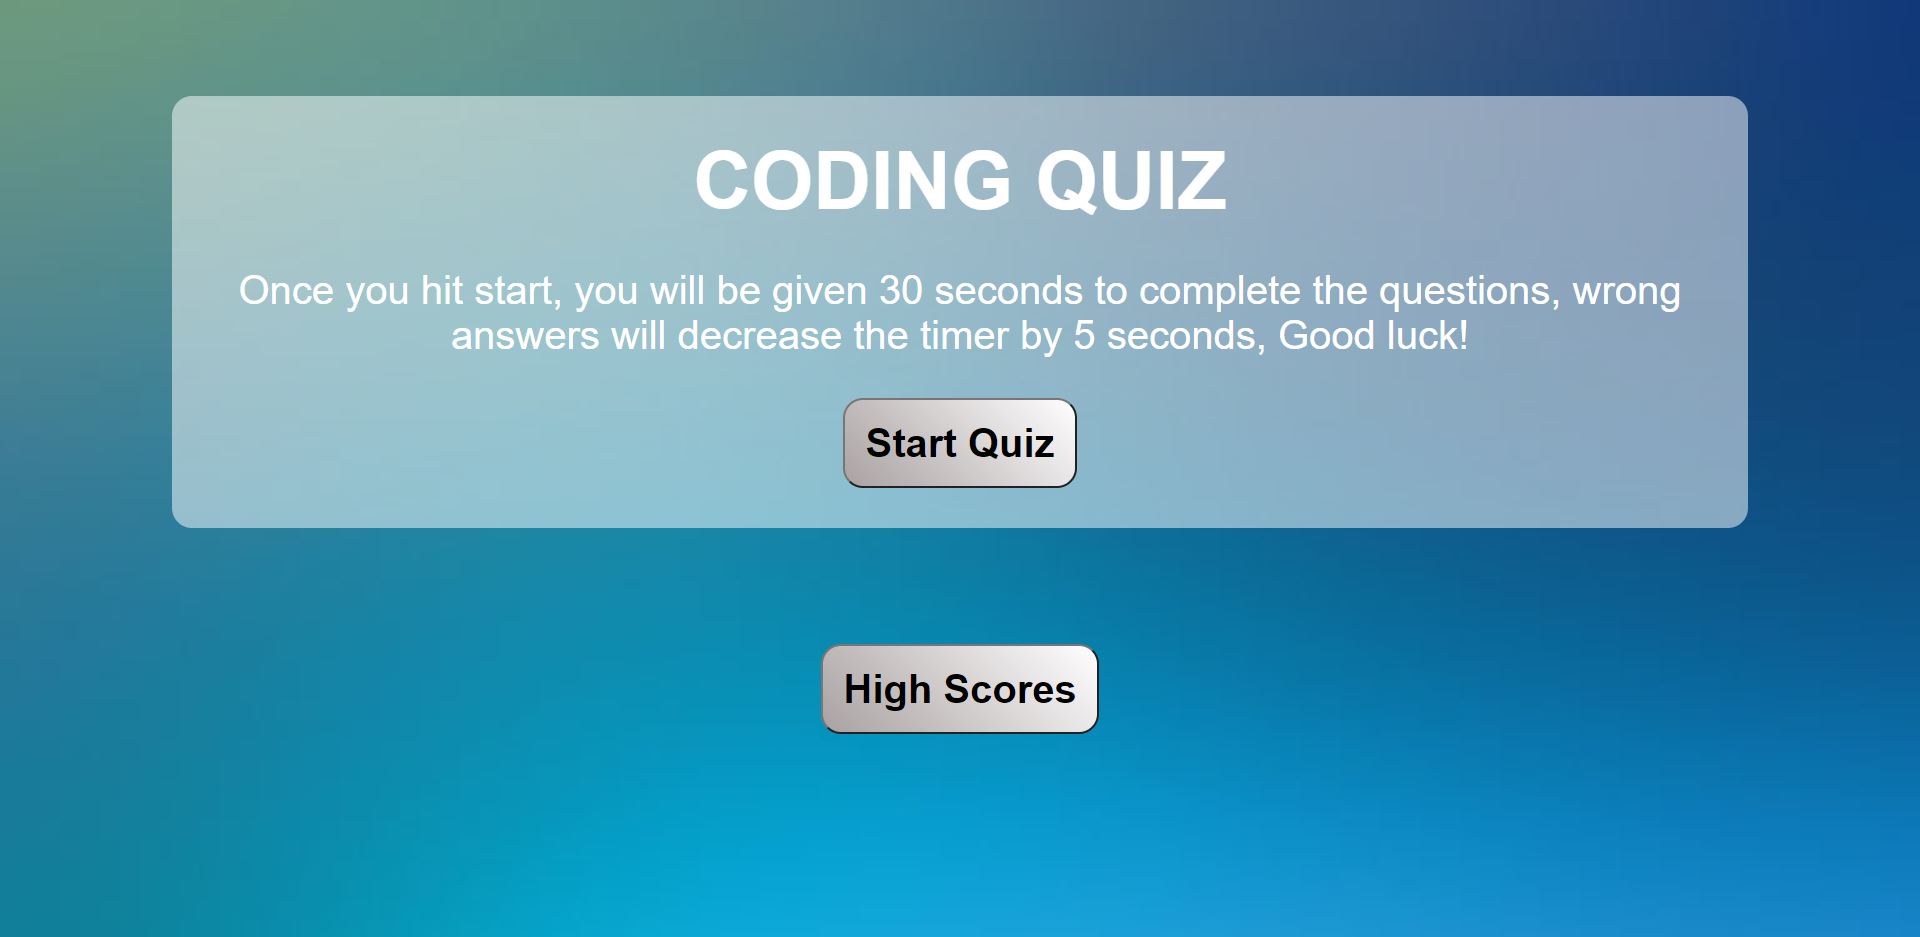 CODING QUIZ
Once you hit start, you will be given 30 seconds to complete the questions, wrong
answers will decrease the timer by 5 seconds, Good luck!
Start Quiz
High Scores